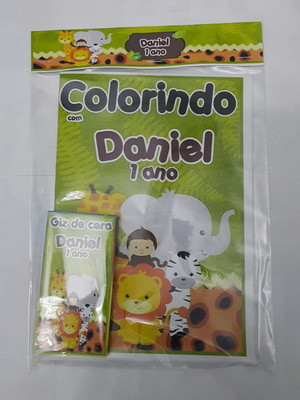 Daniel
1 ano
Colorindo
com
Daniel
1 ano
Giz de cera
Daniel
1 ano